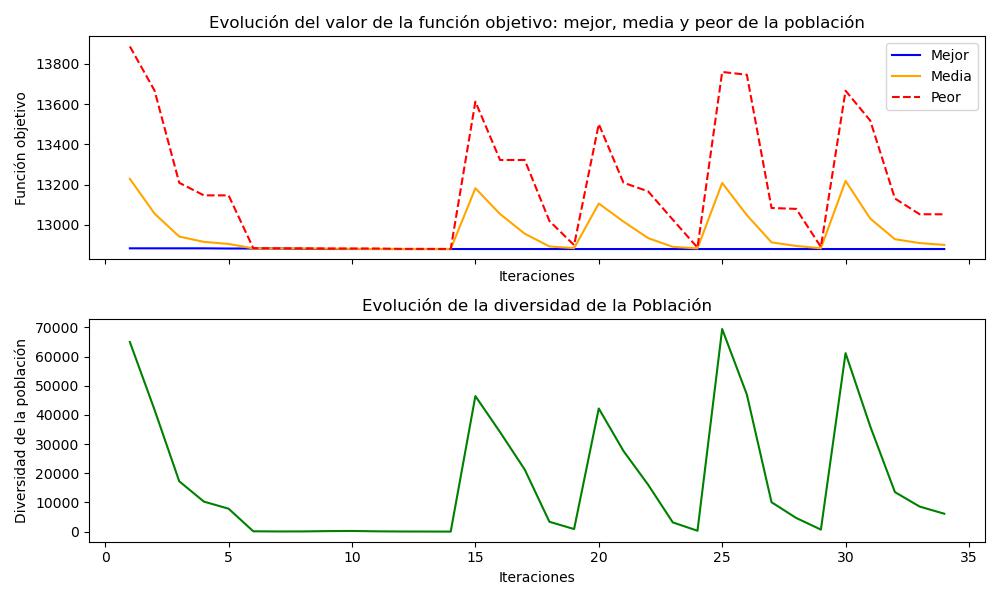 Evolución del valor de la función objetivo: mejor, media y peor de la población
Función objetivo
13800
13600
13400
13200
13000
Mejor
Media
Peor
Iteraciones
Evolución de la diversidad de la Población
Diversidad de la población
70000
60000
50000
40000
30000
20000
10000
0
0 5 10 15 20 25 30 35
Iteraciones